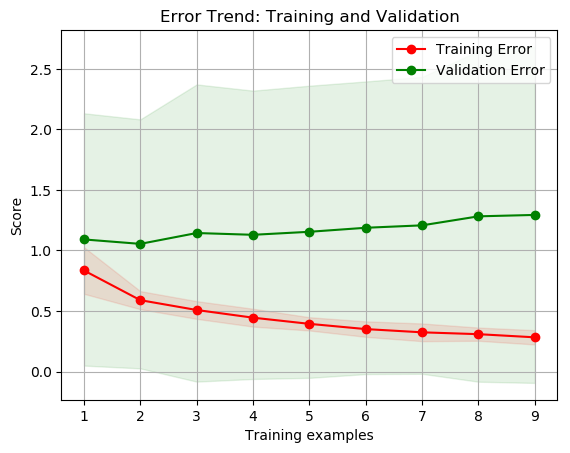 Error Trend: Training and Validation
Training Error
Validation Error
2.5
2.0
1.5
1.0
0.5
0.0
Score
1 2 3 4 5 6 7 8 9
Training examples